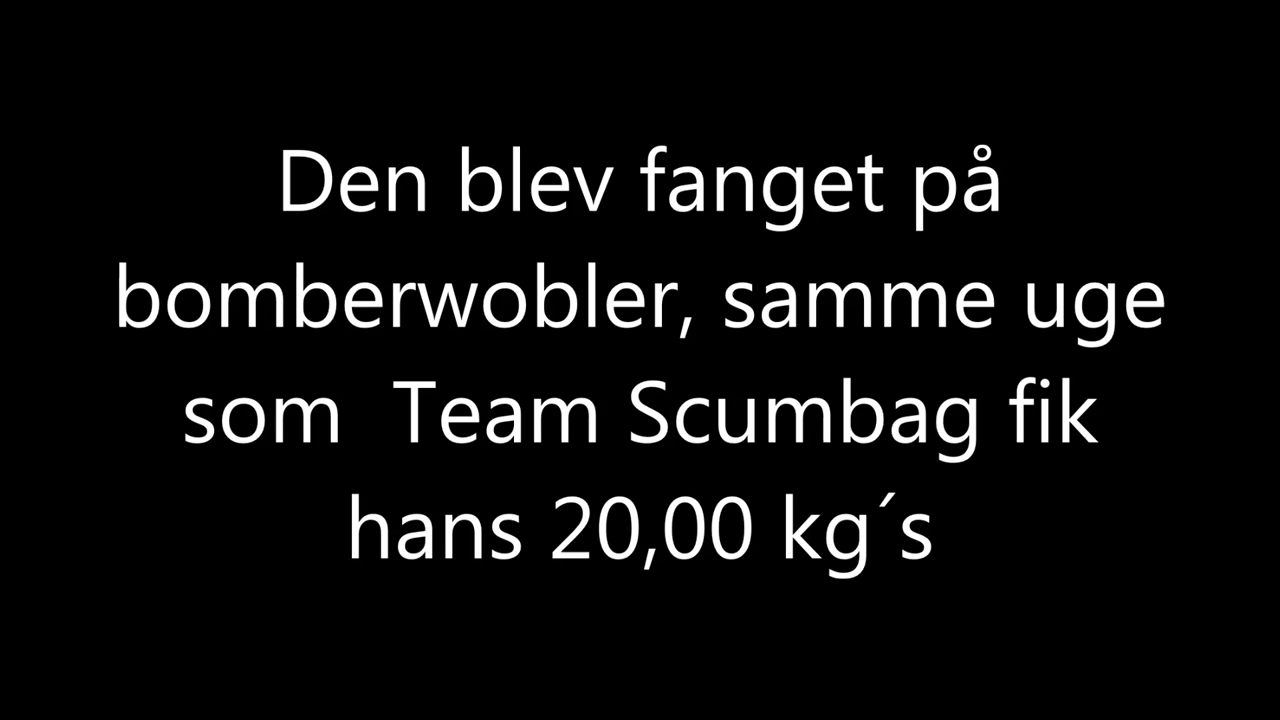 Den blev fanget på
bomberwobler, samme uge
som  Team Scumbag fik
hans 20,00 kg´s